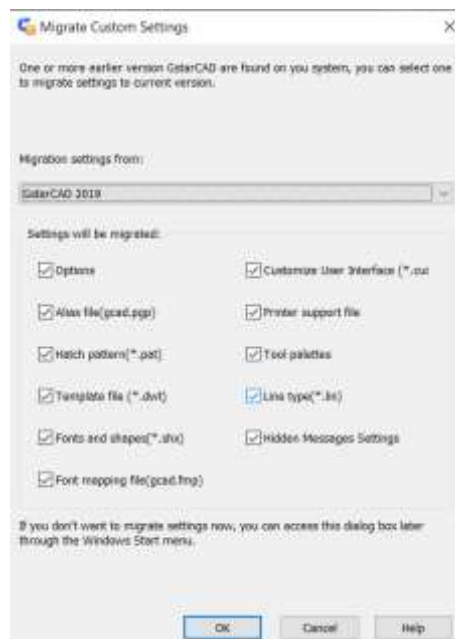 Migrate Custom Settings
One or more earlier version GstarCAD are found on you system, you can select one
to migrate settings to current version.
Migration settings from:
GstarCAD 2019
Settings will be migrated:
Options
Customize User Interface (*.cui
Alias file(gcad.pgp)
Printer support file
Hatch pattern(*.pat)
Tool palettes
Template file (*.dwt)
Line type(*.lin)
Fonts and shapes(*.shx)
Hidden Messages Settings
Font mapping file(gcad.fmp)
If you don't want to migrate settings now, you can access this dialog box later
through the Windows Start menu.
OK
Cancel
Help